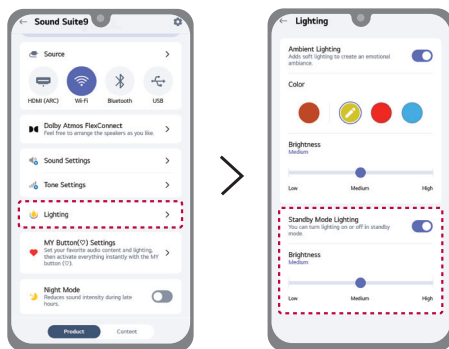 ← Sound Suite9
Source >
HDMI (ARC) Wi-Fi Bluetooth USB
Dolby Atmos FlexConnect >
Feel free to arrange the speakers as you like.
Sound Settings >
Tone Settings >
Lighting >
MY Button(♡) Settings >
Set your favorite audio content and lighting,
then activate everything instantly with the MY
button (♡).
Night Mode
Reduces sound intensity during late
hours.
Product Content
>
← Lighting
Ambient Lighting
Adds soft lighting to create an emotional
ambiance.
Color
Brightness
Medium
Low Medium High
Standby Mode Lighting
You can turn lighting on or off in standby
mode.
Brightness
Medium
Low Medium High